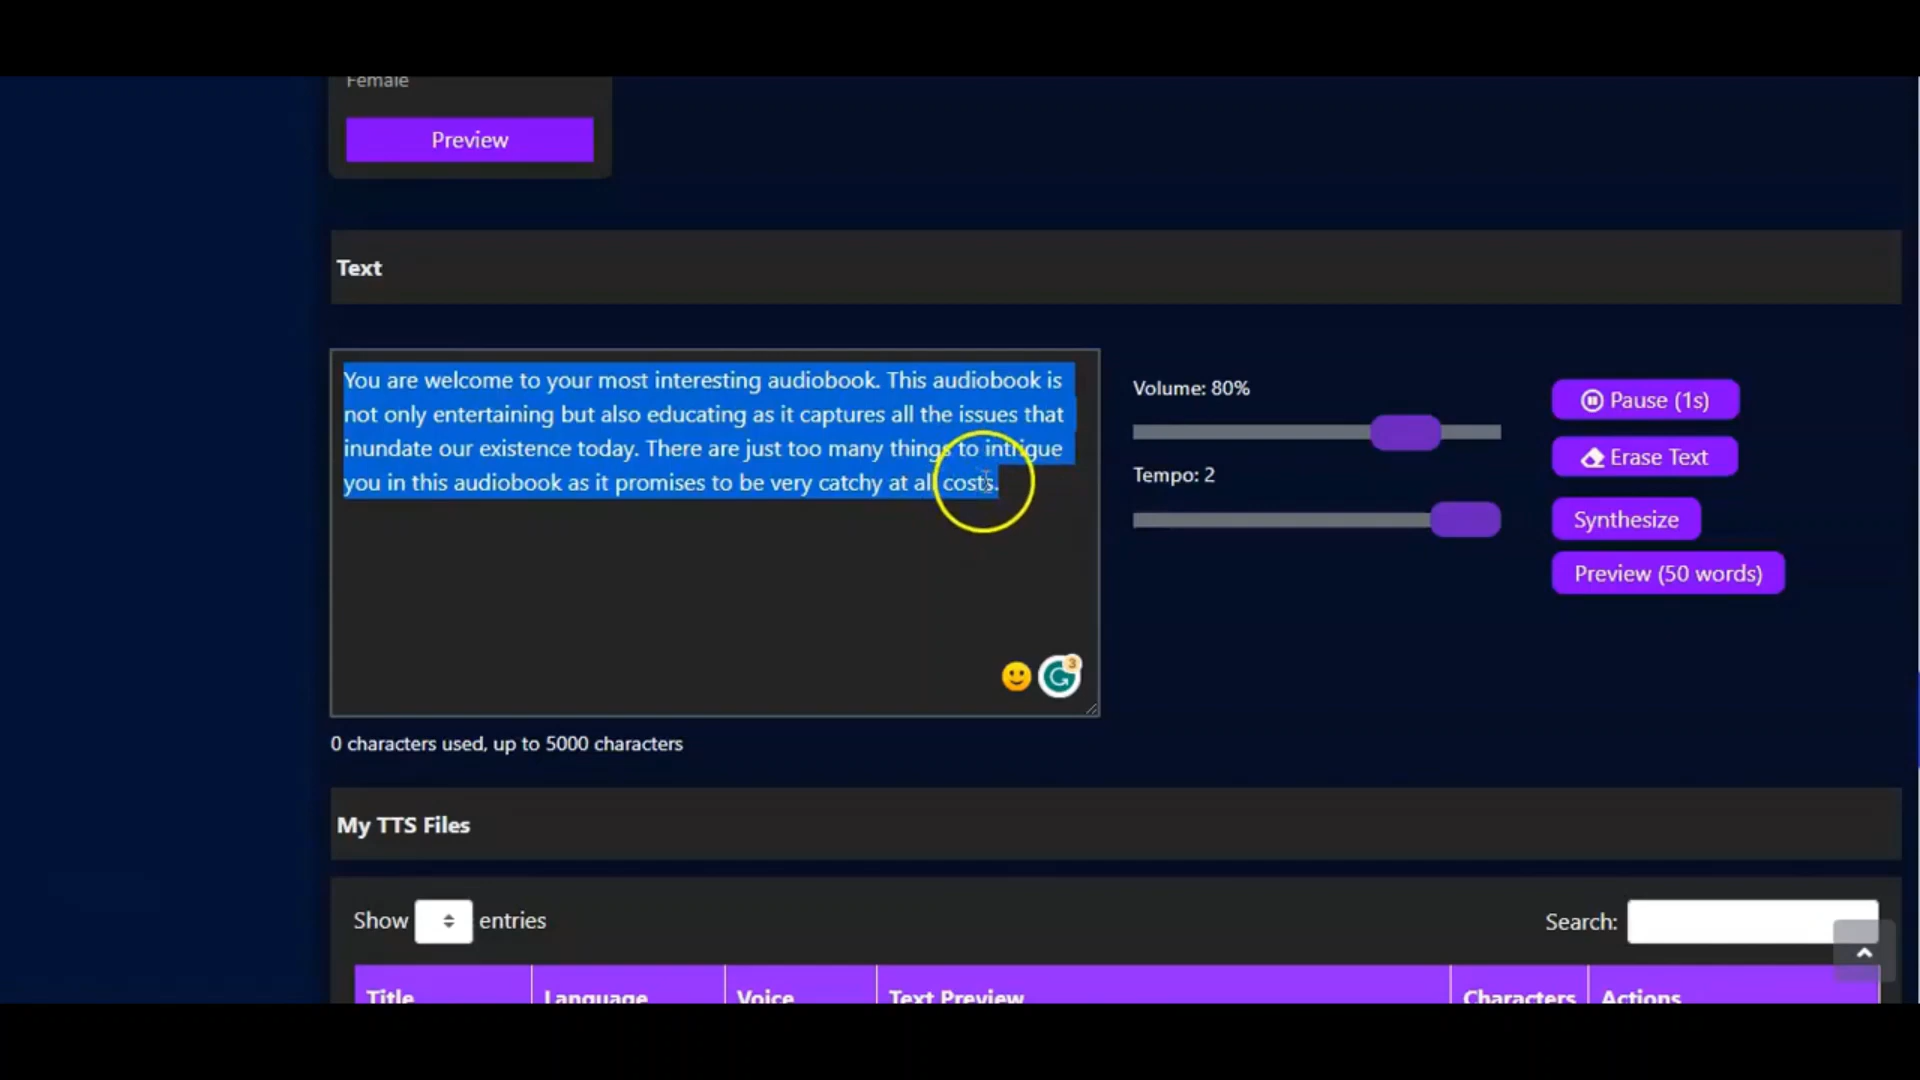 Female
Preview
Text
You are welcome to your most interesting audiobook. This audiobook is
not only entertaining but also educating as it captures all the issues that
inundate our existence today. There are just too many things to intrigue
you in this audiobook as it promises to be very catchy at all costs.
Volume: 80%
Tempo: 2
Pause (1s)
Erase Text
Synthesize
Preview (50 words)
3
0 characters used, up to 5000 characters
My TTS Files
Show entries
Search:
Title Language Voice Text Preview Characters Actions